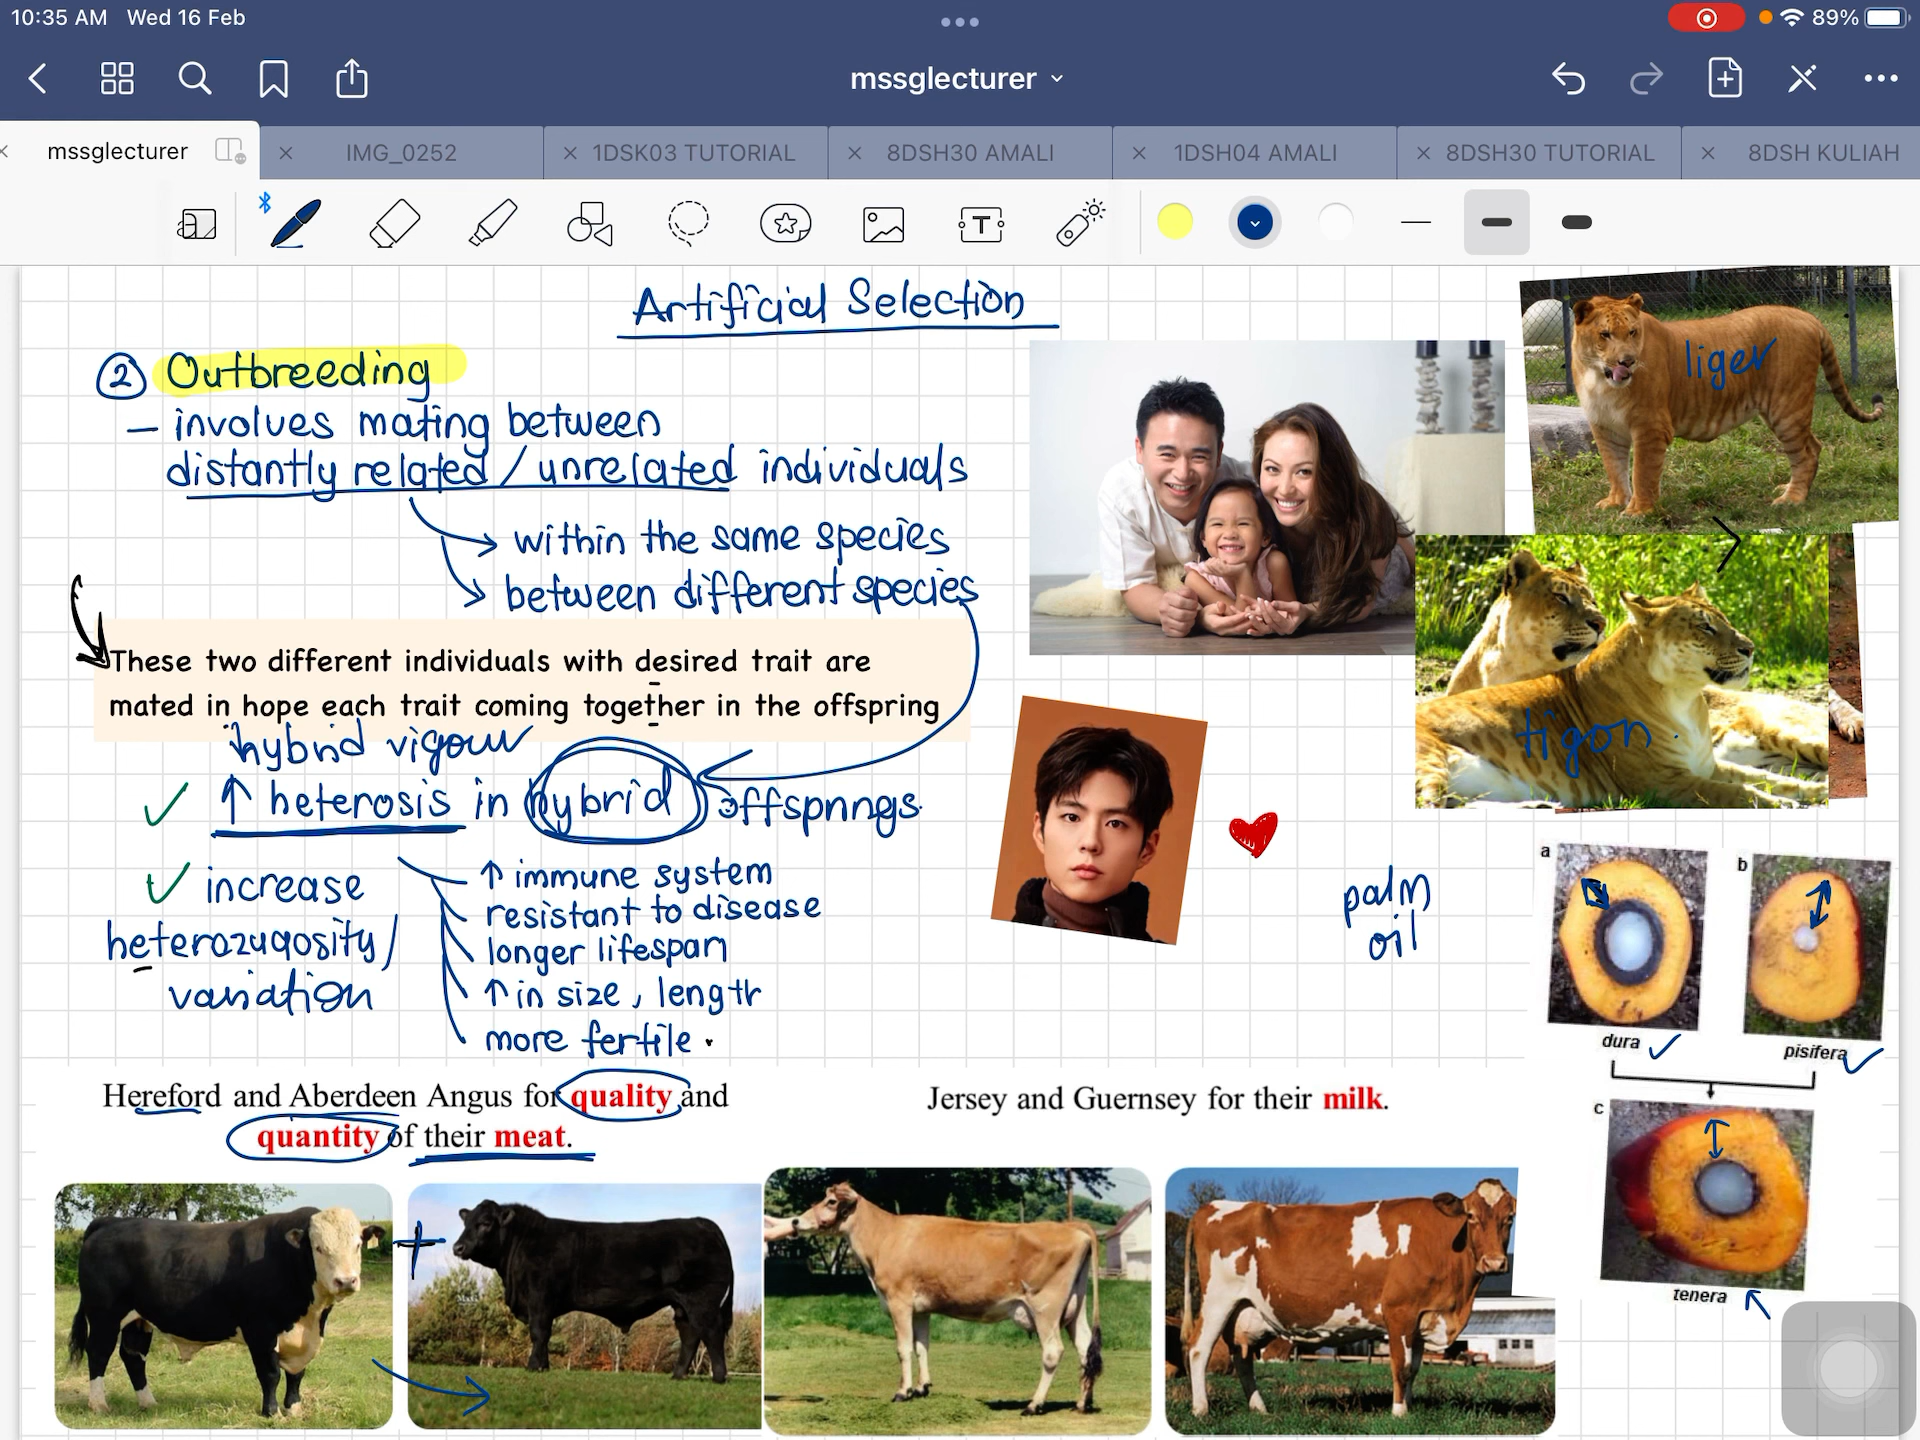 10:35 AM Wed 16 Feb
89%
mssglecturer
mssglecturer
IMG_0252
1DSK03 TUTORIAL
8DSH30 AMALI
1DSH04 AMALI
8DSH30 TUTORIAL
8DSH KULIAH
Artificial Selection
2 Outbreeding
- involves mating between
distantly related / unrelated individuals
within the same species
between different species
These two different individuals with desired trait are
mated in hope each trait coming together in the offspring
hybrid vigour
↑ heterosis in hybrid offsprings
increase
heterozygosity/
variation
↑ immune system
resistant to disease
longer lifespan
↑ in size, length
more fertile.
liger
tigon
palm
oil
a
b
dura
pisifera
c
tenera
Hereford and Aberdeen Angus for quality and
quantity of their meat.
Jersey and Guernsey for their milk.